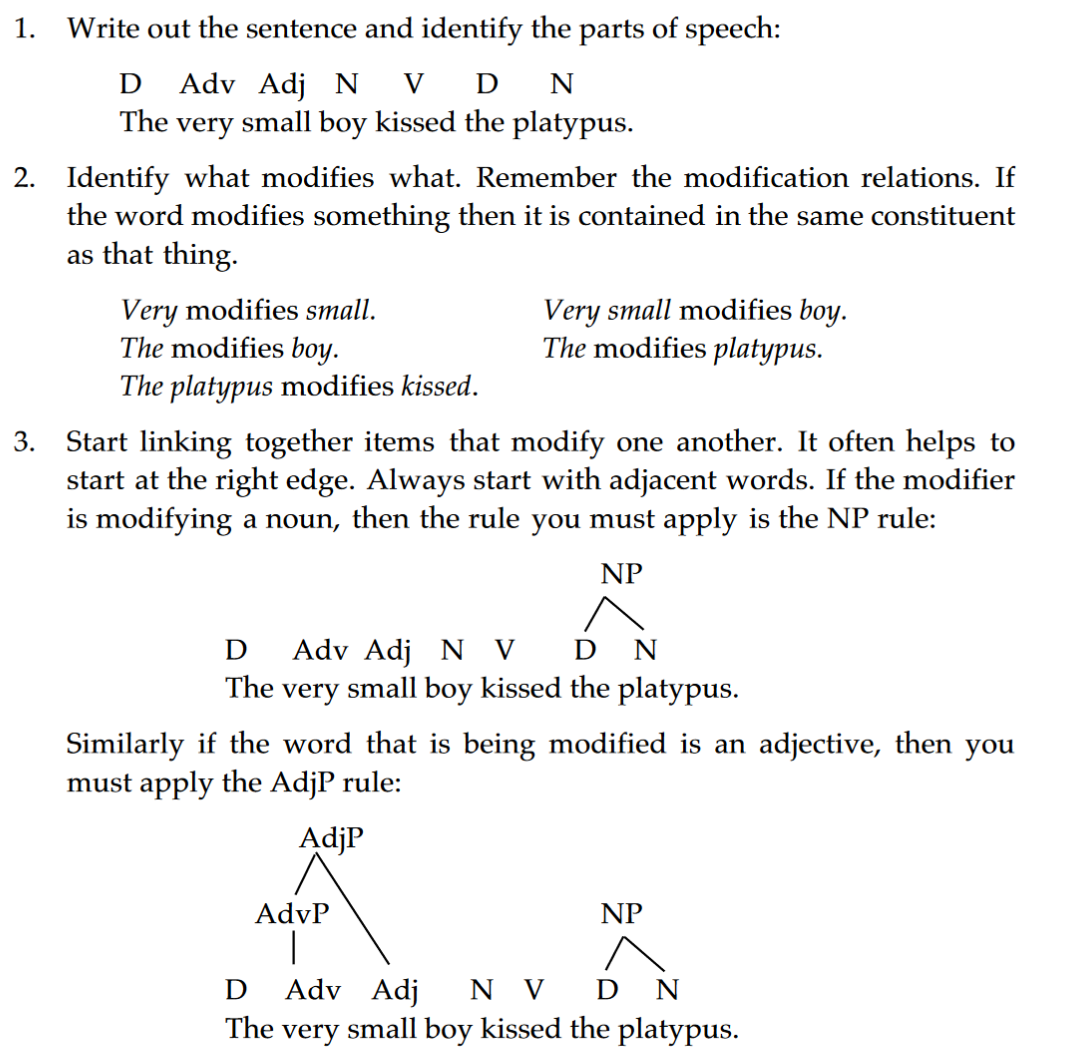 1. Write out the sentence and identify the parts of speech:
D Adv Adj N V D N
The very small boy kissed the platypus.
2. Identify what modifies what. Remember the modification relations. If
the word modifies something then it is contained in the same constituent
as that thing.
Very modifies small. Very small modifies boy.
The modifies boy. The modifies platypus.
The platypus modifies kissed.
3. Start linking together items that modify one another. It often helps to
start at the right edge. Always start with adjacent words. If the modifier
is modifying a noun, then the rule you must apply is the NP rule:
NP
D Adv Adj N V D N
The very small boy kissed the platypus.
Similarly if the word that is being modified is an adjective, then you
must apply the AdjP rule:
AdjP
AdvP NP
D Adv Adj N V D N
The very small boy kissed the platypus.